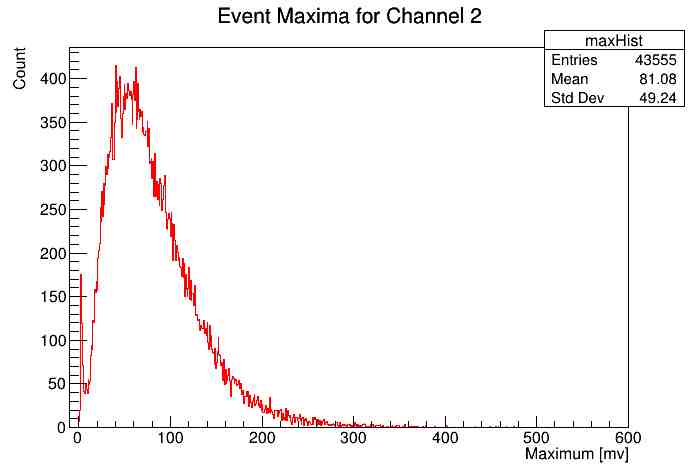 Event Maxima for Channel 2
maxHist
Entries 43555
Mean 81.08
Std Dev 49.24
Count
400
350
300
250
200
150
100
50
0
0 100 200 300 400 500 600
Maximum [mv]